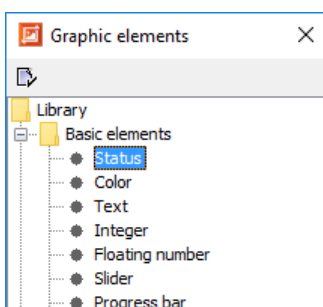 Graphic elements
Library
Basic elements
Status
Color
Text
Integer
Floating number
Slider
Progress bar